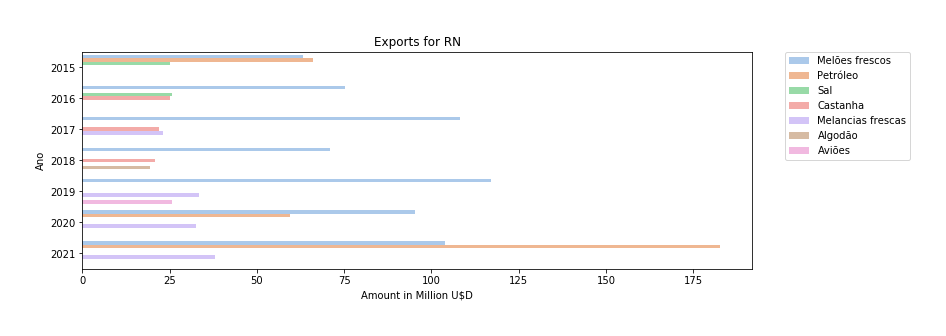 Exports for RN
Melões frescos
Petróleo
Sal
Castanha
Melancias frescas
Algodão
Aviões
Ano
2015
2016
2017
2018
2019
2020
2021
0 25 50 75 100 125 150 175
Amount in Million U$D